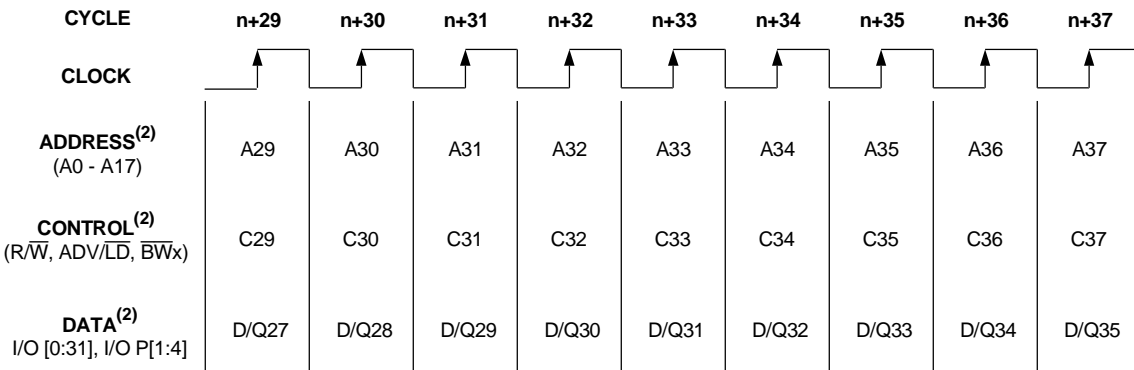 CYCLE n+29 n+30 n+31 n+32 n+33 n+34 n+35 n+36 n+37
CLOCK
ADDRESS(2)
(A0 - A17) A29 A30 A31 A32 A33 A34 A35 A36 A37
CONTROL(2)
(R/W̅, ADV/L̅D̅, B̅W̅x) C29 C30 C31 C32 C33 C34 C35 C36 C37
DATA(2)
I/O [0:31], I/O P[1:4] D/Q27 D/Q28 D/Q29 D/Q30 D/Q31 D/Q32 D/Q33 D/Q34 D/Q35